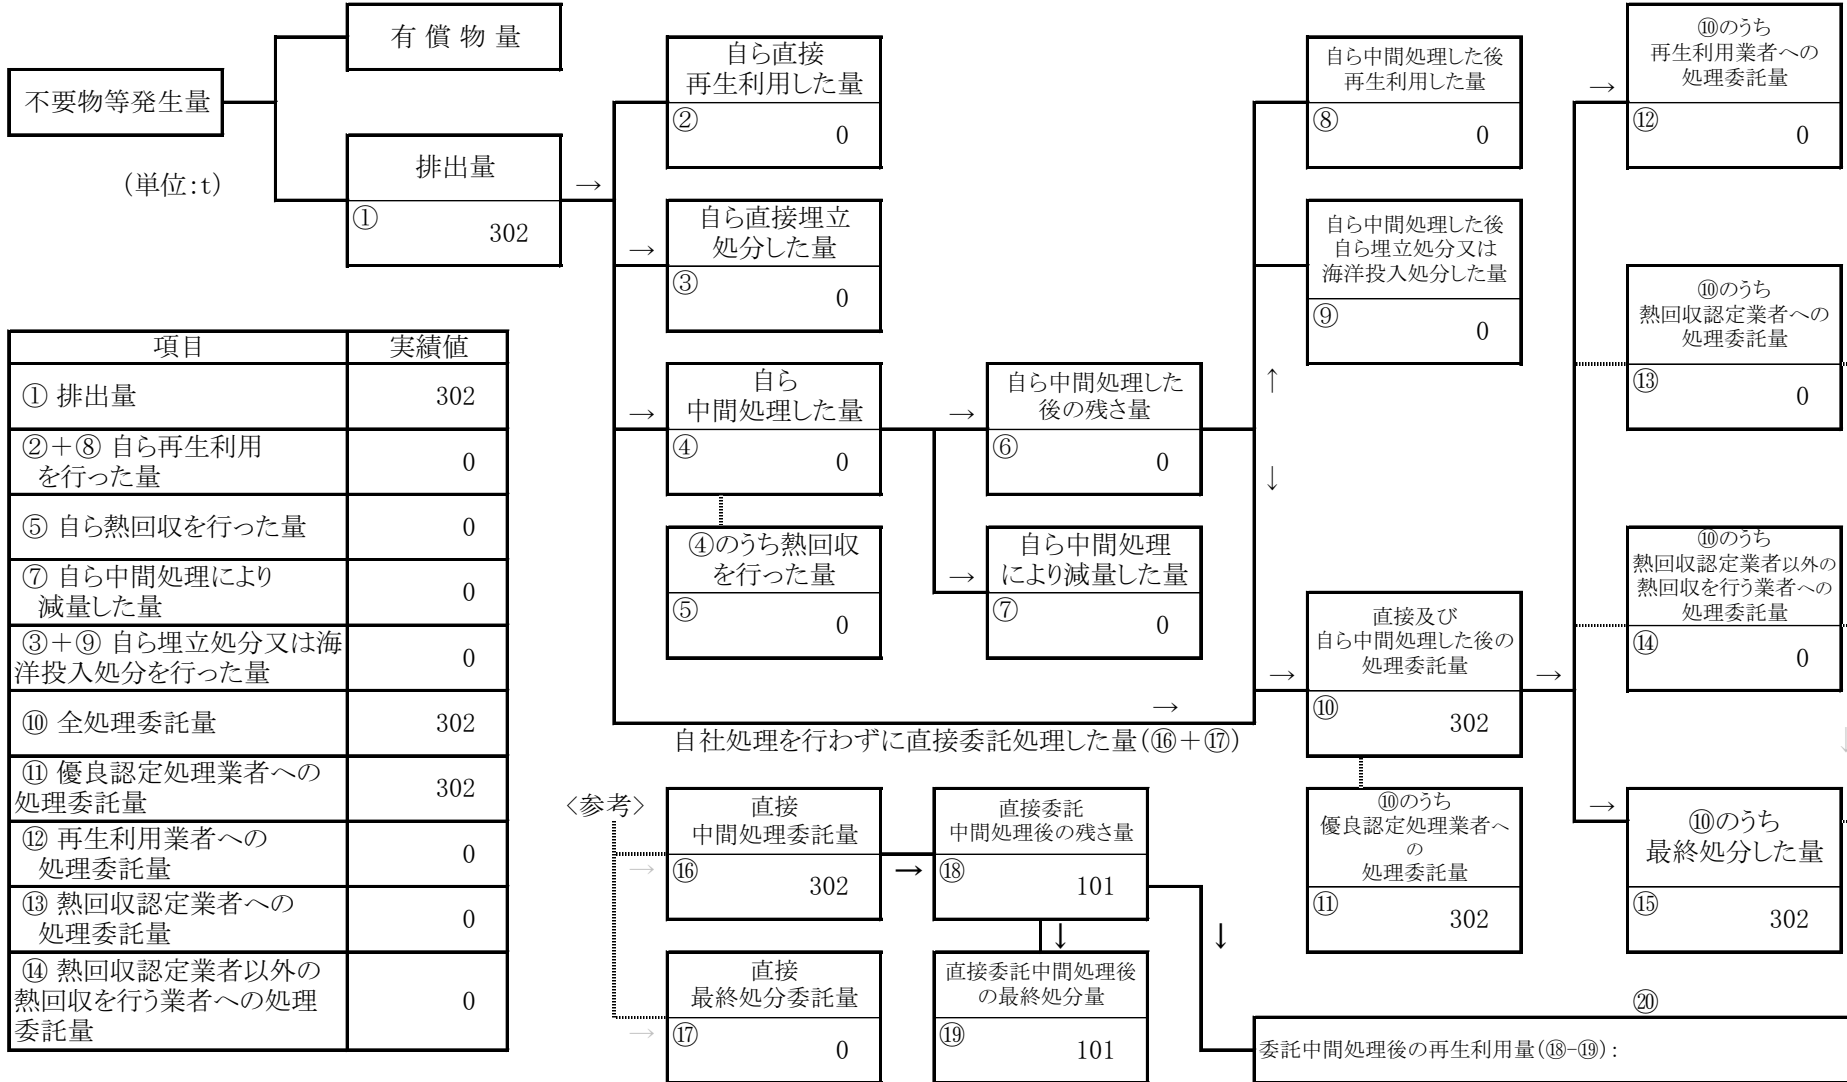 有 償 物 量
不要物等発生量
(単位:t)
排出量
①
302
→
自ら直接
再生利用した量
②
0
→
自ら直接埋立
処分した量
③
0
→
自ら
中間処理した量
④
0
④のうち熱回収
を行った量
⑤
0
→
自ら中間処理した
後の残さ量
⑥
0
→
自ら中間処理
により減量した量
⑦
0
自ら中間処理した後
再生利用した量
⑧
0
自ら中間処理した後
自ら埋立処分又は
海洋投入処分した量
⑨
0
↑
↓
→
直接及び
自ら中間処理した後の
処理委託量
⑩
302
⑩のうち
優良認定処理業者へ
の
処理委託量
⑪
302
→
→
⑩のうち
再生利用業者への
処理委託量
⑫
0
⑩のうち
熱回収認定業者への
処理委託量
⑬
0
⑩のうち
熱回収認定業者以外の
熱回収を行う業者への
処理委託量
⑭
0
→
⑩のうち
最終処分した量
⑮
302
→
自社処理を行わずに直接委託処理した量(⑯+⑰)
項目 実績値
① 排出量 302
②+⑧ 自ら再生利用
を行った量 0
⑤ 自ら熱回収を行った量 0
⑦ 自ら中間処理により
減量した量 0
③+⑨ 自ら埋立処分又は海
洋投入処分を行った量 0
⑩ 全処理委託量 302
⑪ 優良認定処理業者への
処理委託量 302
⑫ 再生利用業者への
処理委託量 0
⑬ 熱回収認定業者への
処理委託量 0
⑭ 熱回収認定業者以外の
熱回収を行う業者への処理
委託量 0
〈参考〉
→
直接
中間処理委託量
⑯
302
→
直接委託
中間処理後の残さ量
⑱
101
↓
↓
→
直接
最終処分委託量
⑰
0
直接委託中間処理後
の最終処分量
⑲
101
⑳
委託中間処理後の再生利用量(⑱-⑲):